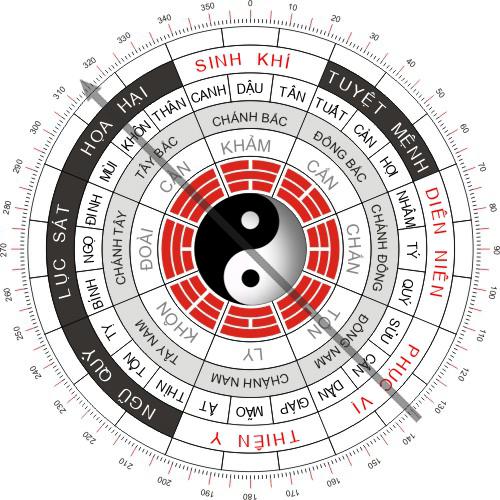 0
10
20
30
40
50
60
70
80
90
100
110
120
130
140
150
160
170
180
190
200
210
220
230
240
250
260
270
280
290
300
310
320
330
340
350
SINH KHÍ
TUYỆT MỆNH
DIÊN NIÊN
PHỤC VỊ
THIÊN Y
NGŨ QUỶ
LỤC SÁT
HỌA HẠI
CANH
DẬU
TÂN
TUẤT
CÀN
HỢI
NHÂM
TÝ
QUÝ
SỬU
CẤN
DẦN
GIÁP
MÃO
ẤT
THÌN
TỐN
TỴ
BÍNH
NGỌ
ĐINH
MÙI
KHÔN
THÂN
CHÁNH BẮC
ĐÔNG BẮC
CHÁNH ĐÔNG
ĐÔNG NAM
CHÁNH NAM
TÂY NAM
CHÁNH TÂY
TÂY BẮC
KHẢM
CẤN
CHẤN
TỐN
LY
KHÔN
ĐOÀI
CÀN